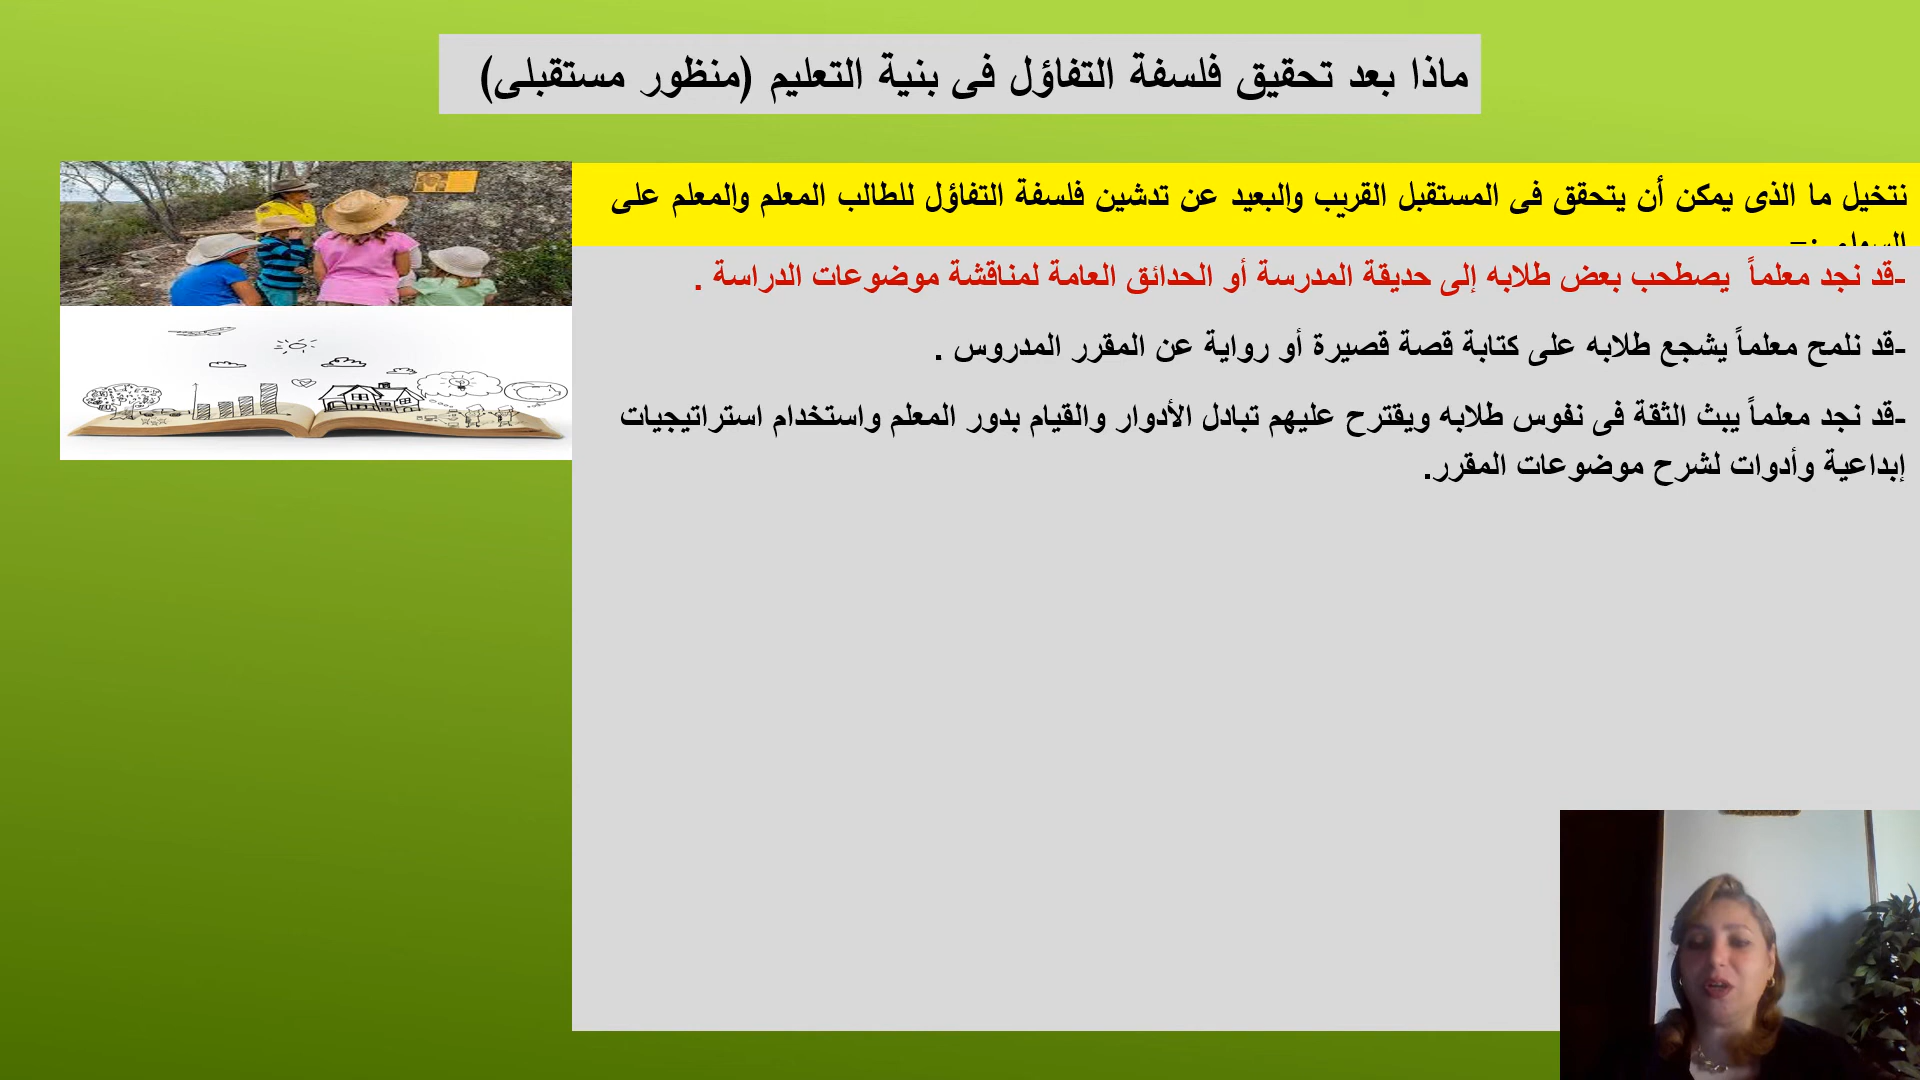 ماذا بعد تحقيق فلسفة التفاؤل فى بنية التعليم (منظور مستقبلى)
نتخيل ما الذى يمكن أن يتحقق فى المستقبل القريب والبعيد عن تدشين فلسفة التفاؤل للطالب المعلم والمعلم على
-قد نجد معلماً يصطحب بعض طلابه إلى حديقة المدرسة أو الحدائق العامة لمناقشة موضوعات الدراسة .
-قد نلمح معلماً يشجع طلابه على كتابة قصة قصيرة أو رواية عن المقرر المدروس .
-قد نجد معلماً يبث الثقة فى نفوس طلابه ويقترح عليهم تبادل الأدوار والقيام بدور المعلم واستخدام استراتيجيات
إبداعية وأدوات لشرح موضوعات المقرر.